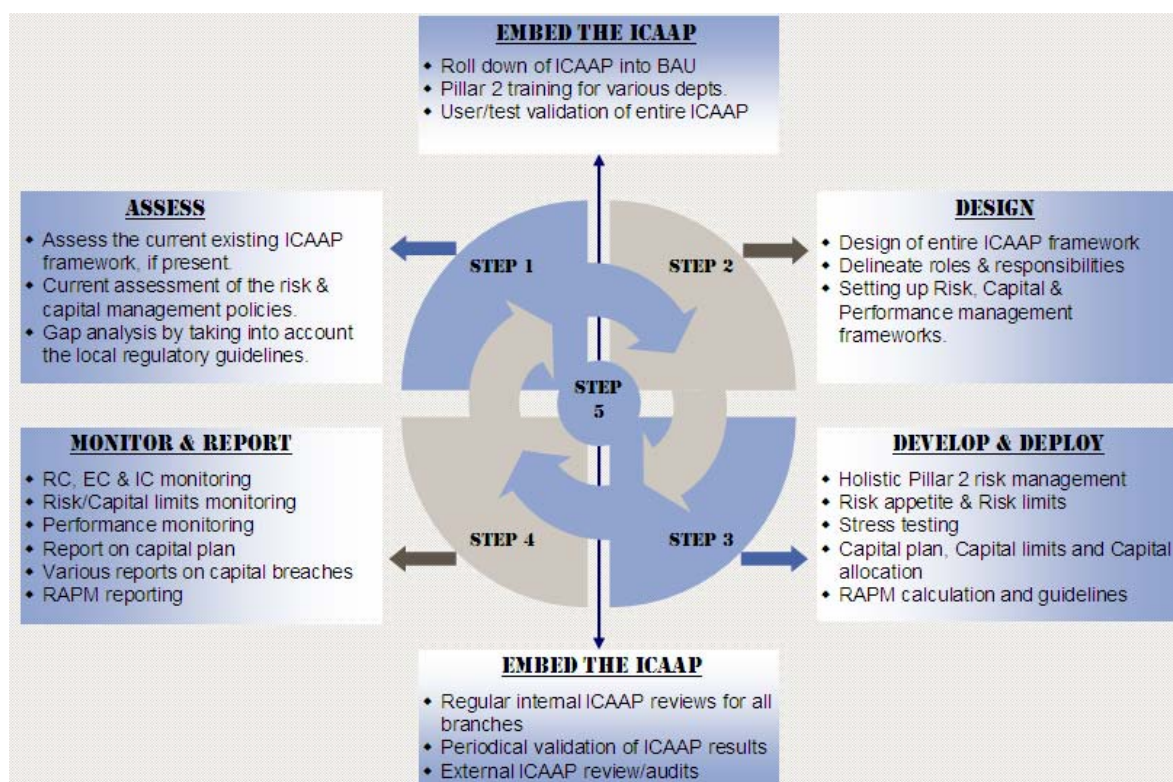 EMBED THE ICAAP
◆ Roll down of ICAAP into BAU
◆ Pillar 2 training for various depts.
◆ User/test validation of entire ICAAP
ASSESS
◆ Assess the current existing ICAAP
framework, if present.
◆ Current assessment of the risk &
capital management policies.
◆ Gap analysis by taking into account
the local regulatory guidelines.
STEP 1
STEP 2
DESIGN
◆ Design of entire ICAAP framework
◆ Delineate roles & responsibilities
◆ Setting up Risk, Capital &
Performance management
frameworks.
STEP
5
MONITOR & REPORT
◆ RC, EC & IC monitoring
◆ Risk/Capital limits monitoring
◆ Performance monitoring
◆ Report on capital plan
◆ Various reports on capital breaches
◆ RAPM reporting
STEP 4
STEP 3
DEVELOP & DEPLOY
◆ Holistic Pillar 2 risk management
◆ Risk appetite & Risk limits
◆ Stress testing
◆ Capital plan, Capital limits and Capital
allocation
◆ RAPM calculation and guidelines
EMBED THE ICAAP
◆ Regular internal ICAAP reviews for all
branches
◆ Periodical validation of ICAAP results
◆ External ICAAP review/audits